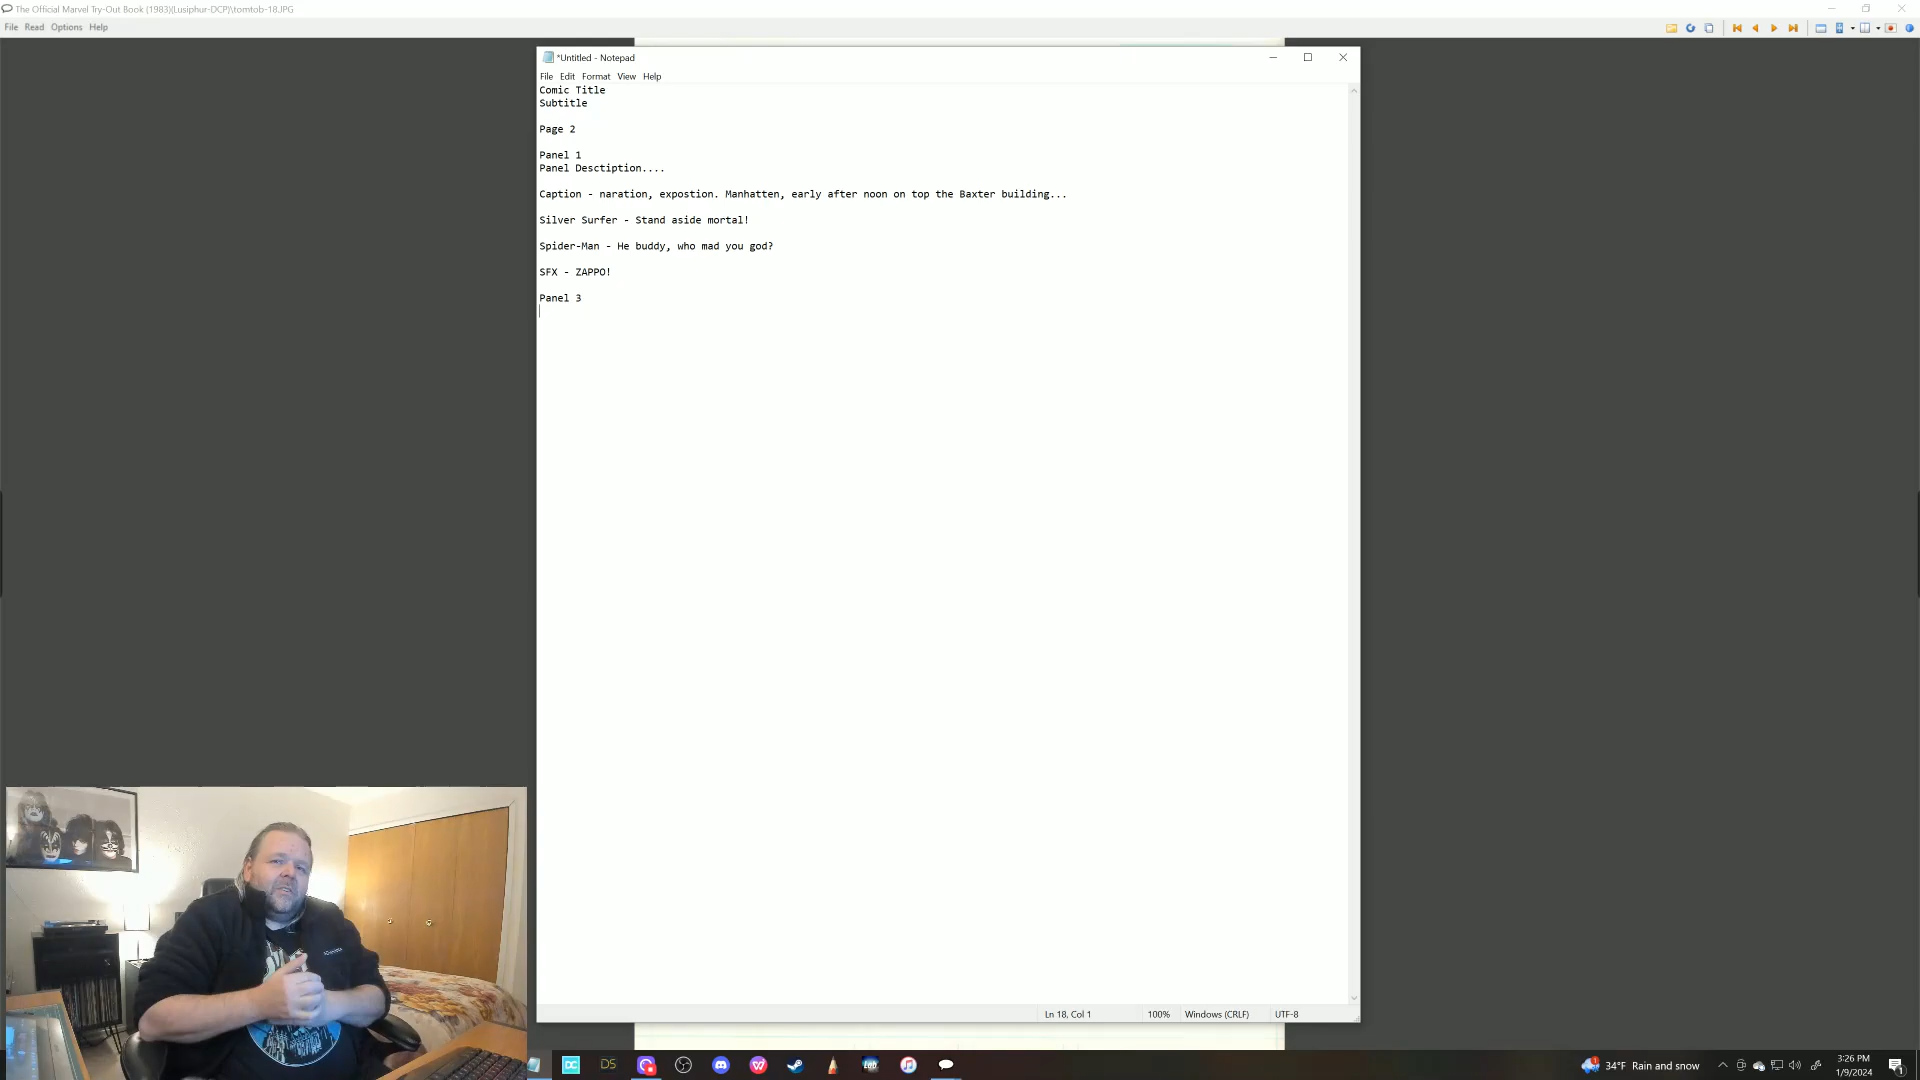 The Official Marvel Try-Out Book (1983)(Lusiphur-DCP)\tomtob-18.JPG
File Read Options Help
*Untitled - Notepad
File Edit Format View Help
Comic Title
Subtitle
Page 2
Panel 1
Panel Desctiption....
Caption - naration, expostion. Manhatten, early after noon on top the Baxter building...
Silver Surfer - Stand aside mortal!
Spider-Man - He buddy, who mad you god?
SFX - ZAPPO!
Panel 3
Ln 18, Col 1 100% Windows (CRLF) UTF-8
DC DS Lab 34°F Rain and snow 3:26 PM
1/9/2024